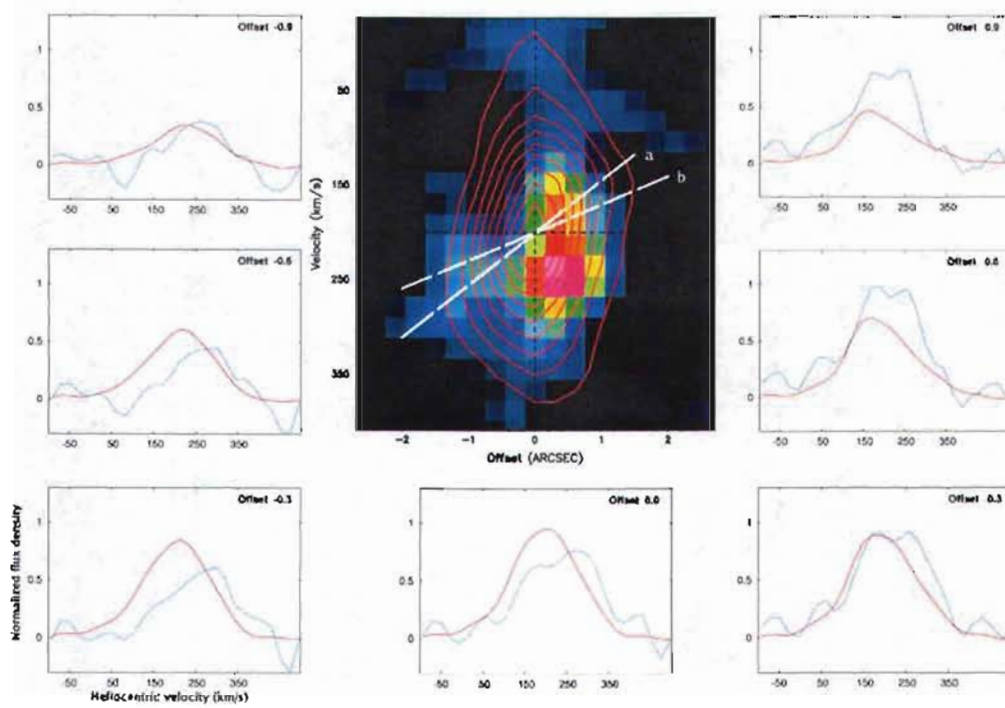 Offset -0.9
1
0.5
0
-50 50 150 250 350
Offset -0.6
1
0.5
0
-50 50 150 250 350
Offset -0.3
1
0.5
0
-50 50 150 250 350
Normalized flux density
Heliocentric velocity (km/s)
Velocity (km/s)
50
150
250
350
a
b
-2 -1 0 1 2
Offset (ARCSEC)
Offset 0.0
1
0.5
0
-50 50 150 250 350
Offset 0.9
1
0.5
0
-50 50 150 250 350
Offset 0.6
1
0.5
0
-50 50 150 250 350
Offset 0.3
1
0.5
0
-50 50 150 250 350